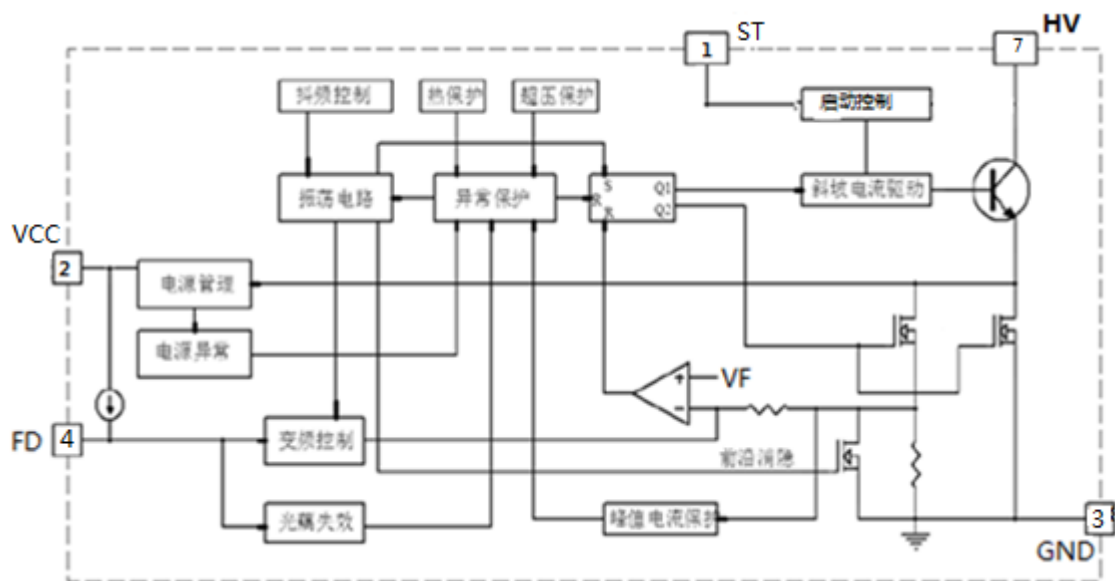 ST
HV
1
7
抖频控制
热保护
超压保护
启动控制
振荡电路
异常保护
S
R
R
Q1
Q2
斜坡电流驱动
VCC
2
电源管理
电源异常
VF
+
−
FD
4
变频控制
前沿消隐
光耦失效
峰值电流保护
3
GND